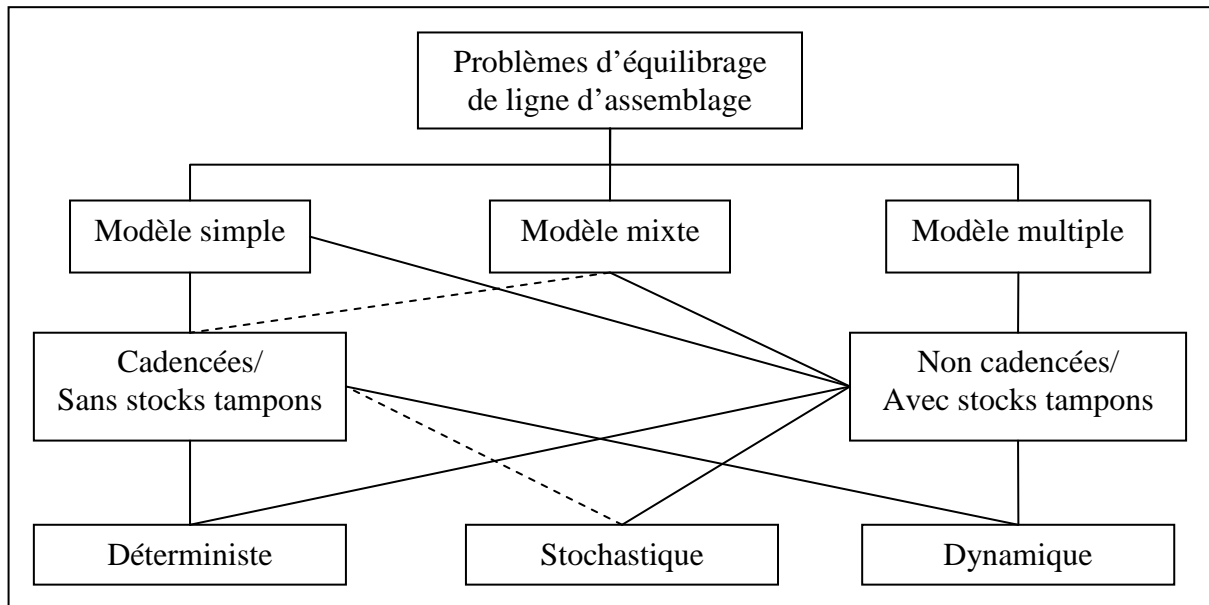 Problèmes d'équilibrage
de ligne d'assemblage
Modèle simple
Modèle mixte
Modèle multiple
Cadencées/
Sans stocks tampons
Non cadencées/
Avec stocks tampons
Déterministe
Stochastique
Dynamique